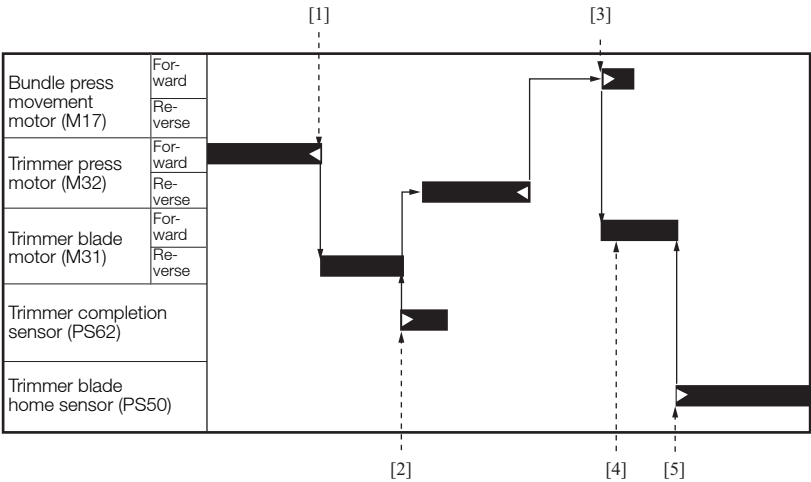 [1]
[3]
Bundle press
movement
motor (M17)
For-
ward
Re-
verse
Trimmer press
motor (M32)
For-
ward
Re-
verse
Trimmer blade
motor (M31)
For-
ward
Re-
verse
Trimmer completion
sensor (PS62)
Trimmer blade
home sensor (PS50)
[2]
[4]
[5]